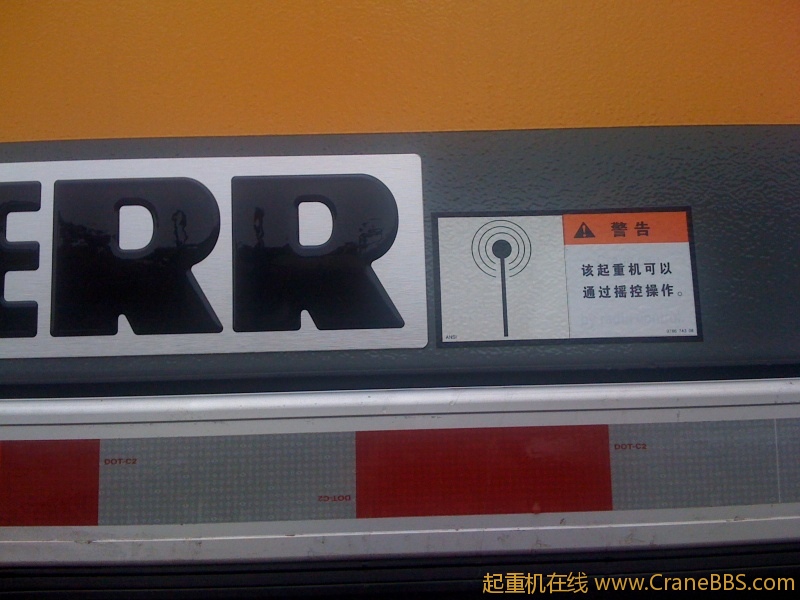 ERR
警告
该起重机可以
通过摇控操作。
DOT-C2
DOT-C2
DOT-C2
起重机在线 www.CraneBBS.com